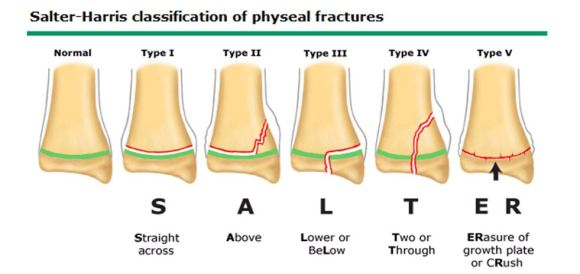 Salter-Harris classification of physeal fractures
Normal Type I Type II Type III Type IV Type V
S A L T E R
Straight across
Above
Lower or BeLow
Two or Through
ERasure of growth plate or CRush